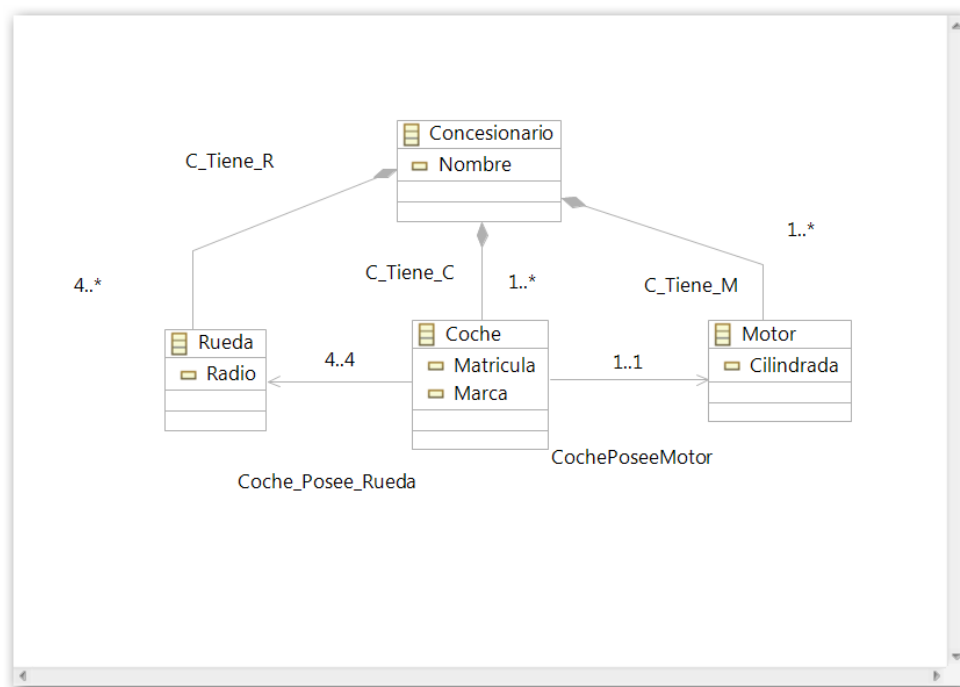 Concesionario
Nombre
C_Tiene_R
1..*
C_Tiene_C
1..*
C_Tiene_M
4..*
Rueda
Radio
4..4
Coche
Matricula
Marca
1..1
Motor
Cilindrada
CochePoseeMotor
Coche_Posee_Rueda